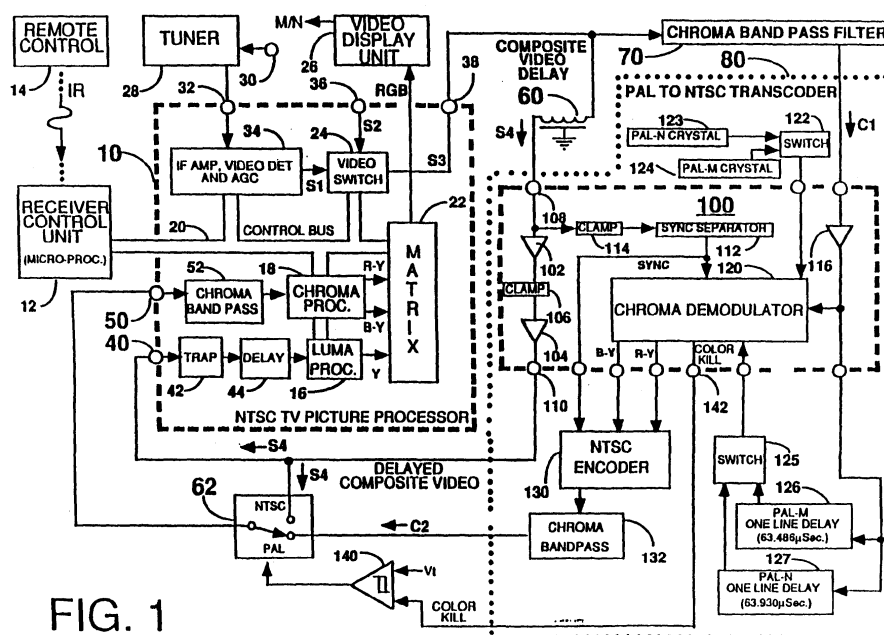 REMOTE
CONTROL
14
IR
TUNER
28
30
M/N
26
VIDEO
DISPLAY
UNIT
RGB
32
36
38
S2
COMPOSITE
VIDEO
DELAY
60
S4
70
CHROMA BAND PASS FILTER
80
PAL TO NTSC TRANSCODER
123
PAL-N CRYSTAL
124
PAL-M CRYSTAL
122
SWITCH
C1
10
34
IF AMP, VIDEO DET
AND AGC
S1
24
VIDEO
SWITCH
S3
RECEIVER
CONTROL
UNIT
(MICRO-PROC.)
12
20
CONTROL BUS
22
MATRIX
52
CHROMA
BAND PASS
18
CHROMA
PROC.
R-Y
B-Y
50
40
TRAP
42
DELAY
44
LUMA
PROC.
16
Y
NTSC TV PICTURE PROCESSOR
100
108
CLAMP
114
SYNC SEPARATOR
112
102
SYNC
120
116
CLAMP
106
CHROMA DEMODULATOR
104
B-Y
R-Y
COLOR
KILL
110
142
S4
DELAYED
COMPOSITE VIDEO
S4
62
NTSC
PAL
C2
NTSC
ENCODER
130
CHROMA
BANDPASS
132
SWITCH
125
126
PAL-M
ONE LINE DELAY
(63.486µSec.)
127
PAL-N
ONE LINE DELAY
(63.930µSec.)
140
Vt
COLOR
KILL
FIG. 1